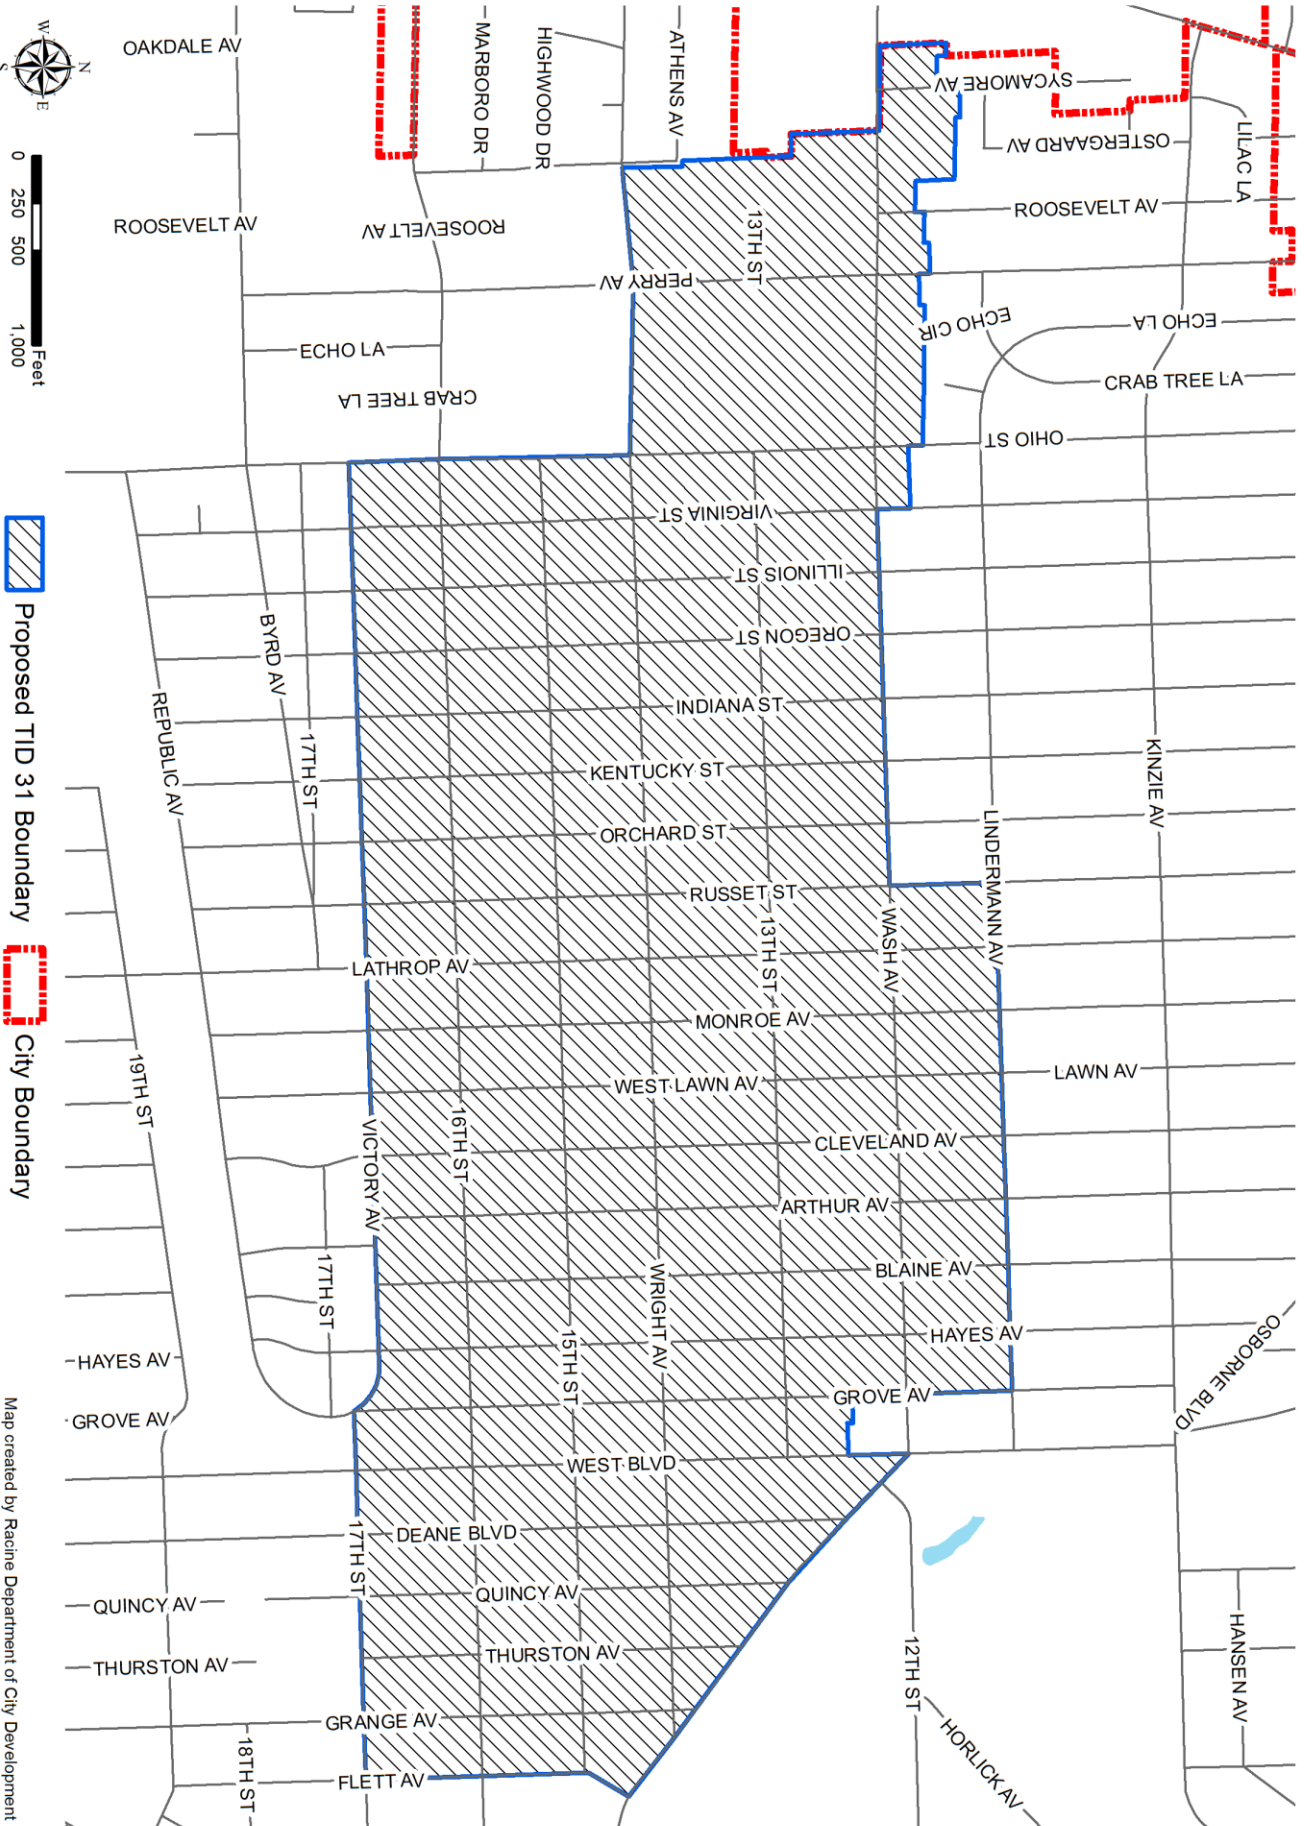 OAKDALE AV
MARBORO DR
HIGHWOOD DR
ATHENS AV
SYCAMORE AV
OSTERGAARD AV
LILAC LA
ROOSEVELT AV
ROOSEVELT AV
ROOSEVELT AV
13TH ST
PERRY AV
ECHO LA
ECHO CIR
ECHO LA
CRAB TREE LA
CRAB TREE LA
OHIO ST
VIRGINIA ST
ILLINOIS ST
OREGON ST
BYRD AV
REPUBLIC AV
17TH ST
INDIANA ST
KENTUCKY ST
ORCHARD ST
RUSSET ST
KINZIE AV
LINDERMANN AV
WASH AV
13TH ST
LATHROP AV
MONROE AV
WEST LAWN AV
LAWN AV
19TH ST
VICTORY AV
16TH ST
CLEVELAND AV
ARTHUR AV
BLAINE AV
17TH ST
WRIGHT AV
15TH ST
HAYES AV
HAYES AV
GROVE AV
GROVE AV
OSBORNE BLVD
WEST BLVD
DEANE BLVD
17TH ST
QUINCY AV
QUINCY AV
THURSTON AV
THURSTON AV
12TH ST
HANSEN AV
HORLICK AV
GRANGE AV
FLETT AV
18TH ST
N
W
E
S
0 250 500 1,000
Feet
Proposed TID 31 Boundary
City Boundary
Map created by Racine Department of City Development